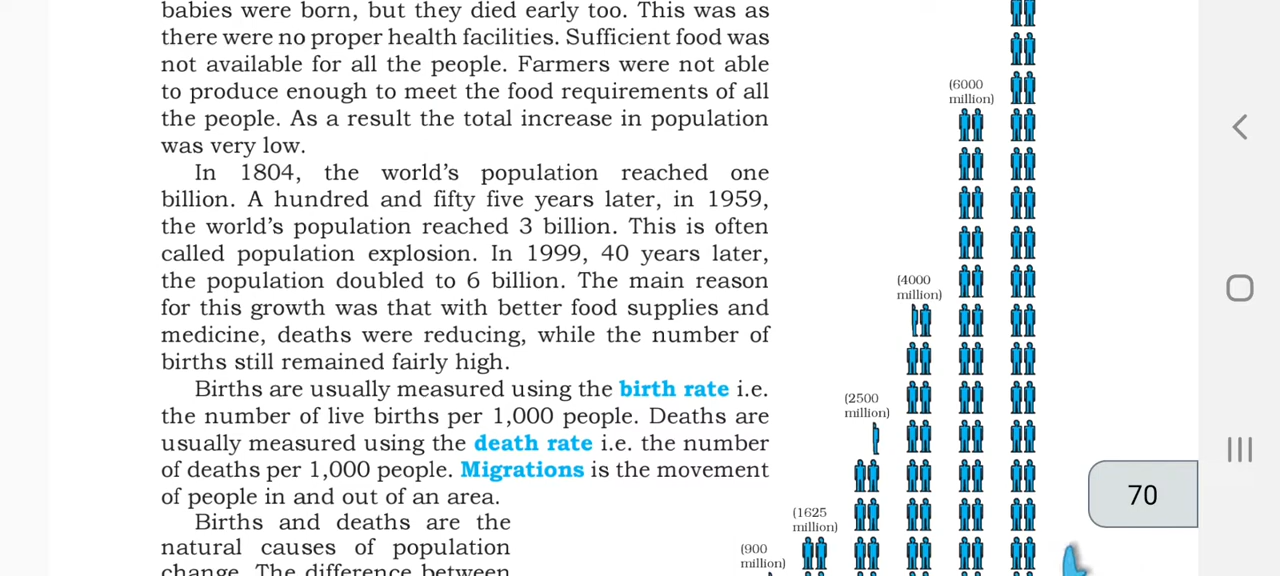 babies were born, but they died early too. This was as
there were no proper health facilities. Sufficient food was
not available for all the people. Farmers were not able
to produce enough to meet the food requirements of all
the people. As a result the total increase in population
was very low.
In 1804, the world's population reached one
billion. A hundred and fifty five years later, in 1959,
the world's population reached 3 billion. This is often
called population explosion. In 1999, 40 years later,
the population doubled to 6 billion. The main reason
for this growth was that with better food supplies and
medicine, deaths were reducing, while the number of
births still remained fairly high.
Births are usually measured using the birth rate i.e.
the number of live births per 1,000 people. Deaths are
usually measured using the death rate i.e. the number
of deaths per 1,000 people. Migrations is the movement
of people in and out of an area.
Births and deaths are the
natural causes of population
change. The difference between
(6000
million)
(4000
million)
(2500
million)
(1625
million)
(900
million)
70